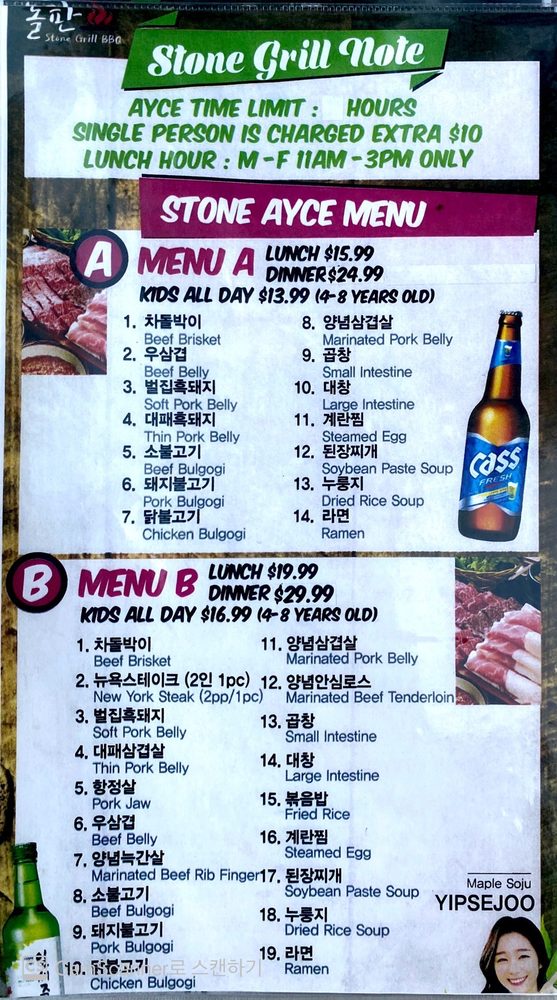 돌판
Stone Grill BBQ
Stone Grill Note
AYCE TIME LIMIT : HOURS
SINGLE PERSON IS CHARGED EXTRA $10
LUNCH HOUR : M - F 11AM - 3PM ONLY
STONE AYCE MENU
A MENU A LUNCH $15.99
DINNER $24.99
KIDS ALL DAY $13.99 (4-8 YEARS OLD)
1. 차돌박이
Beef Brisket
2. 우삼겹
Beef Belly
3. 벌집흑돼지
Soft Pork Belly
4. 대패흑돼지
Thin Pork Belly
5. 소불고기
Beef Bulgogi
6. 돼지불고기
Pork Bulgogi
7. 닭불고기
Chicken Bulgogi
8. 양념삼겹살
Marinated Pork Belly
9. 곱창
Small Intestine
10. 대창
Large Intestine
11. 계란찜
Steamed Egg
12. 된장찌개
Soybean Paste Soup
13. 누룽지
Dried Rice Soup
14. 라면
Ramen
Cass
FRESH
B MENU B LUNCH $19.99
DINNER $29.99
KIDS ALL DAY $16.99 (4-8 YEARS OLD)
1. 차돌박이
Beef Brisket
2. 뉴욕스테이크 (2인 1pc)
New York Steak (2pp/1pc)
3. 벌집흑돼지
Soft Pork Belly
4. 대패삼겹살
Thin Pork Belly
5. 항정살
Pork Jaw
6. 우삼겹
Beef Belly
7. 양념늑간살
Marinated Beef Rib Finger
8. 소불고기
Beef Bulgogi
9. 돼지불고기
Pork Bulgogi
10. 닭불고기
Chicken Bulgogi
11. 양념삼겹살
Marinated Pork Belly
12. 양념안심로스
Marinated Beef Tenderloin
13. 곱창
Small Intestine
14. 대창
Large Intestine
15. 볶음밥
Fried Rice
16. 계란찜
Steamed Egg
17. 된장찌개
Soybean Paste Soup
18. 누룽지
Dried Rice Soup
19. 라면
Ramen
Maple Soju
YIPSEJOO
CamScanner로 스캔하기